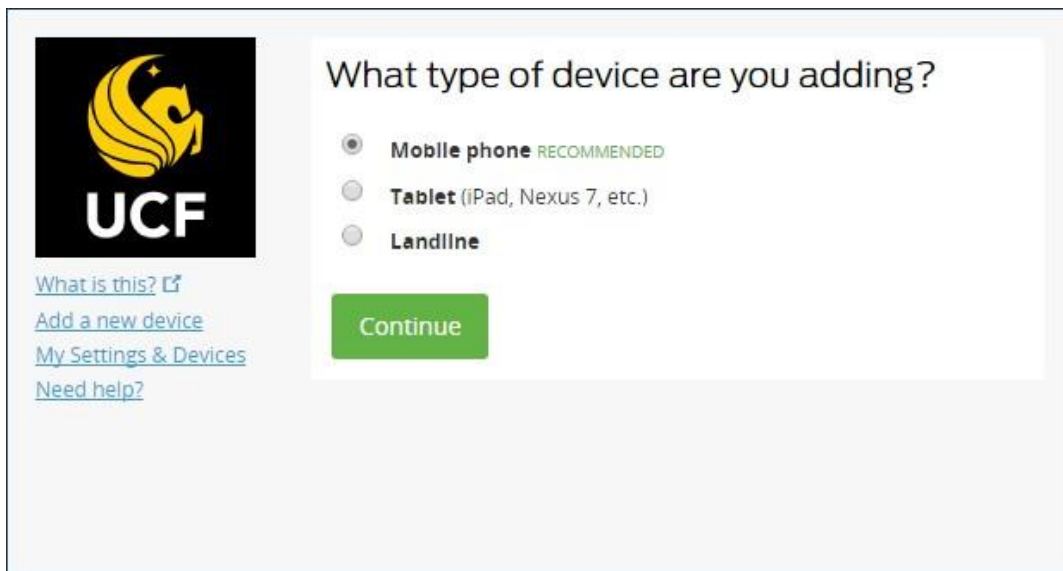 UCF
What is this?
Add a new device
My Settings & Devices
Need help?
What type of device are you adding?
Mobile phone RECOMMENDED
Tablet (iPad, Nexus 7, etc.)
Landline
Continue